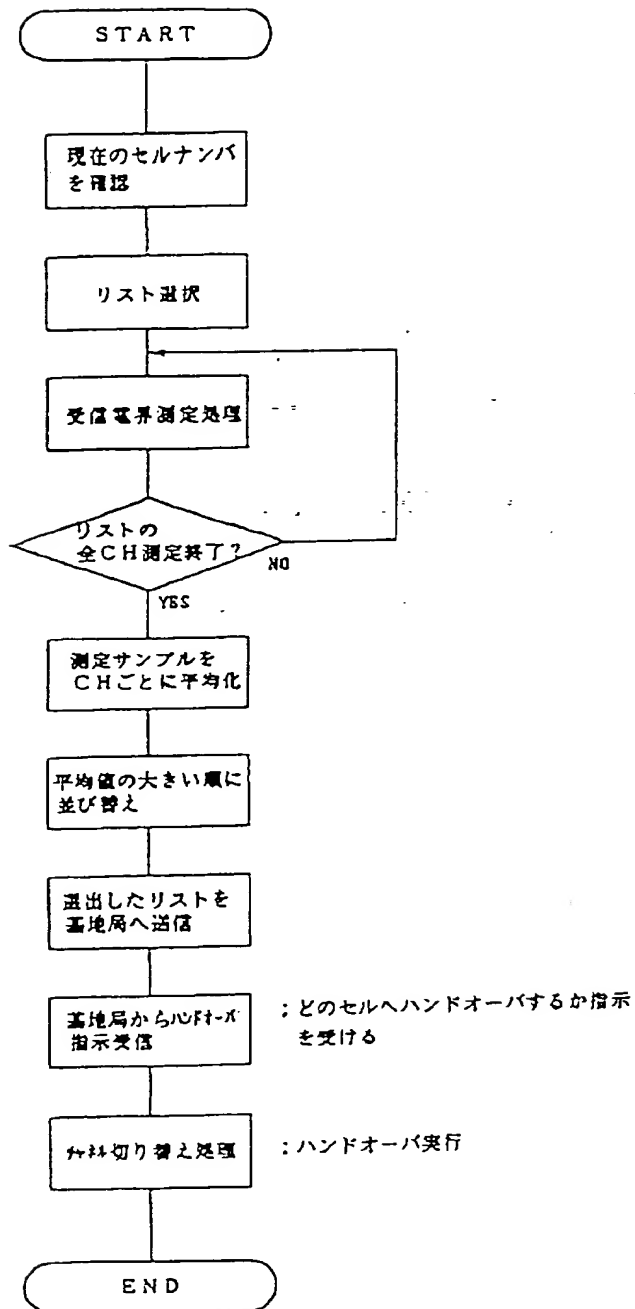 START
現在のセルナンバ
を確認
リスト選択
受信電界測定処理
リストの
全CH測定終了?
NO
YES
測定サンプルを
CHごとに平均化
平均値の大きい順に
並び替え
選出したリストを
基地局へ送信
基地局からハンドオーバ
指示受信
;どのセルへハンドオーバするか指示
を受ける
チャネル切り替え処理
;ハンドオーバ実行
END